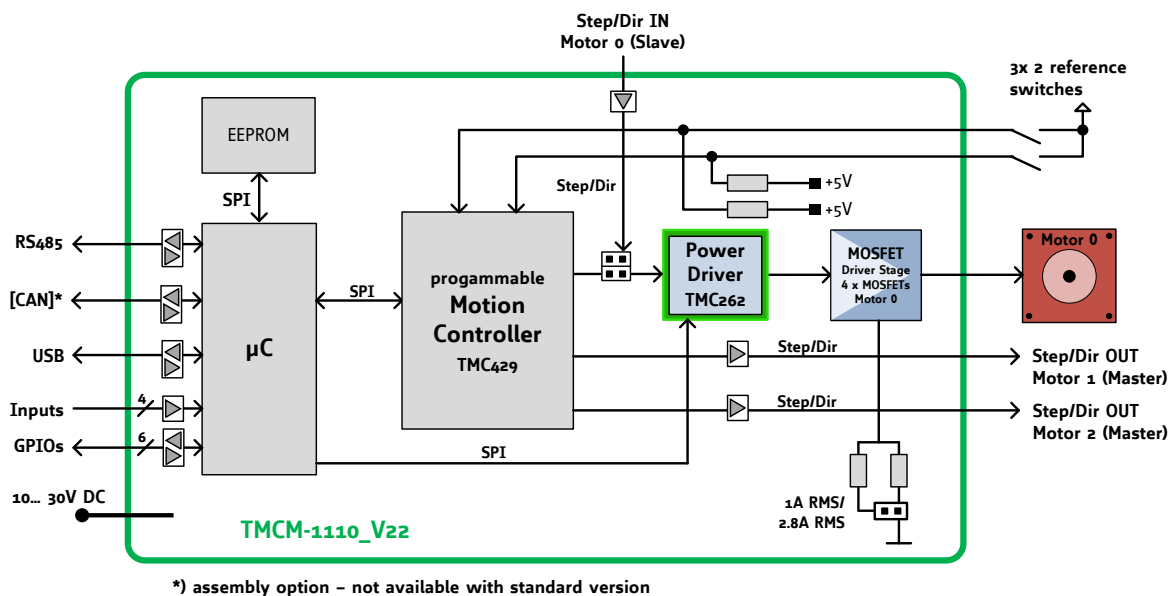 Step/Dir IN
Motor 0 (Slave)
3x 2 reference
switches
EEPROM
SPI
Step/Dir
+5V
+5V
RS485
[CAN]*
USB
Inputs
4
GPIOs
6
µC
SPI
progammable
Motion
Controller
TMC429
Power
Driver
TMC262
MOSFET
Driver Stage
4 x MOSFETs
Motor 0
Motor 0
Step/Dir
Step/Dir OUT
Motor 1 (Master)
Step/Dir
Step/Dir OUT
Motor 2 (Master)
SPI
10... 30V DC
1A RMS/
2.8A RMS
TMCM-1110_V22
*) assembly option – not available with standard version